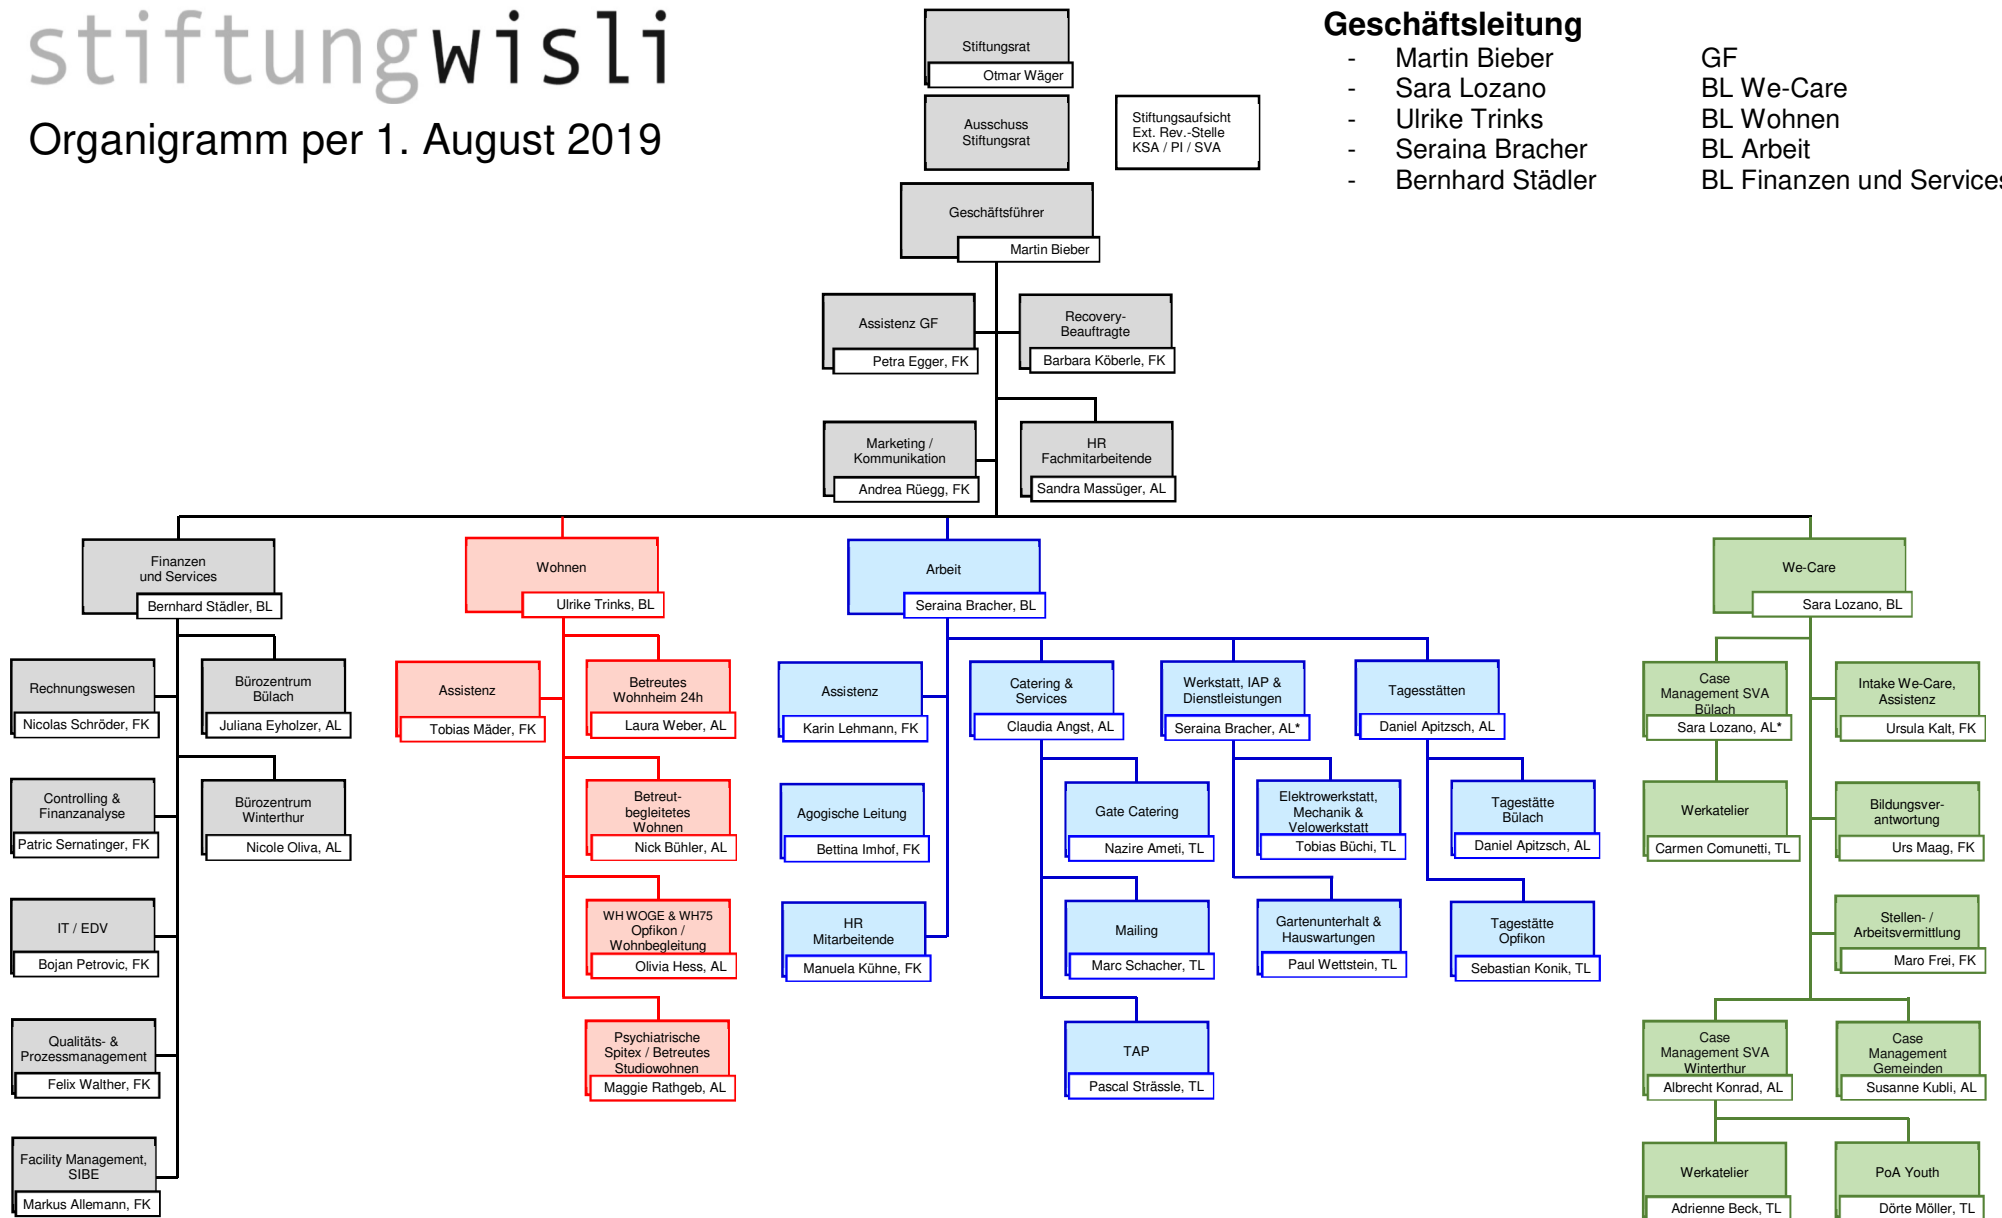 stiftungwisli
Organigramm per 1. August 2019
Stiftungsrat
Otmar Wäger
Ausschuss
Stiftungsrat
Stiftungsaufsicht
Ext. Rev.-Stelle
KSA / PI / SVA
Geschäftsleitung
- Martin Bieber GF
- Sara Lozano BL We-Care
- Ulrike Trinks BL Wohnen
- Seraina Bracher BL Arbeit
- Bernhard Städler BL Finanzen und Services
Geschäftsführer
Martin Bieber
Assistenz GF
Petra Egger, FK
Recovery-
Beauftragte
Barbara Köberle, FK
Marketing /
Kommunikation
Andrea Rüegg, FK
HR
Fachmitarbeitende
Sandra Massüger, AL
Finanzen
und Services
Bernhard Städler, BL
Rechnungswesen
Nicolas Schröder, FK
Bürozentrum
Bülach
Juliana Eyholzer, AL
Controlling &
Finanzanalyse
Patric Sernatinger, FK
Bürozentrum
Winterthur
Nicole Oliva, AL
IT / EDV
Bojan Petrovic, FK
Qualitäts- &
Prozessmanagement
Felix Walther, FK
Facility Management,
SIBE
Markus Allemann, FK
Wohnen
Ulrike Trinks, BL
Assistenz
Tobias Mäder, FK
Betreutes
Wohnheim 24h
Laura Weber, AL
Betreut-
begleitetes
Wohnen
Nick Bühler, AL
WH WOGE & WH75
Opfikon /
Wohnbegleitung
Olivia Hess, AL
Psychiatrische
Spitex / Betreutes
Studiowohnen
Maggie Rathgeb, AL
Arbeit
Seraina Bracher, BL
Assistenz
Karin Lehmann, FK
Agogische Leitung
Bettina Imhof, FK
HR
Mitarbeitende
Manuela Kühne, FK
Catering &
Services
Claudia Angst, AL
Gate Catering
Nazire Ameti, TL
Mailing
Marc Schacher, TL
TAP
Pascal Strässle, TL
Werkstatt, IAP &
Dienstleistungen
Seraina Bracher, AL*
Elektrowerkstatt,
Mechanik &
Velowerkstatt
Tobias Büchi, TL
Gartenunterhalt &
Hauswartungen
Paul Wettstein, TL
Tagesstätten
Daniel Apitzsch, AL
Tagestätte
Bülach
Daniel Apitzsch, AL
Tagestätte
Opfikon
Sebastian Konik, TL
We-Care
Sara Lozano, BL
Case
Management SVA
Bülach
Sara Lozano, AL*
Intake We-Care,
Assistenz
Ursula Kalt, FK
Werkatelier
Carmen Comunetti, TL
Bildungsver-
antwortung
Urs Maag, FK
Stellen- /
Arbeitsvermittlung
Maro Frei, FK
Case
Management SVA
Winterthur
Albrecht Konrad, AL
Case
Management
Gemeinden
Susanne Kubli, AL
Werkatelier
Adrienne Beck, TL
PoA Youth
Dörte Möller, TL